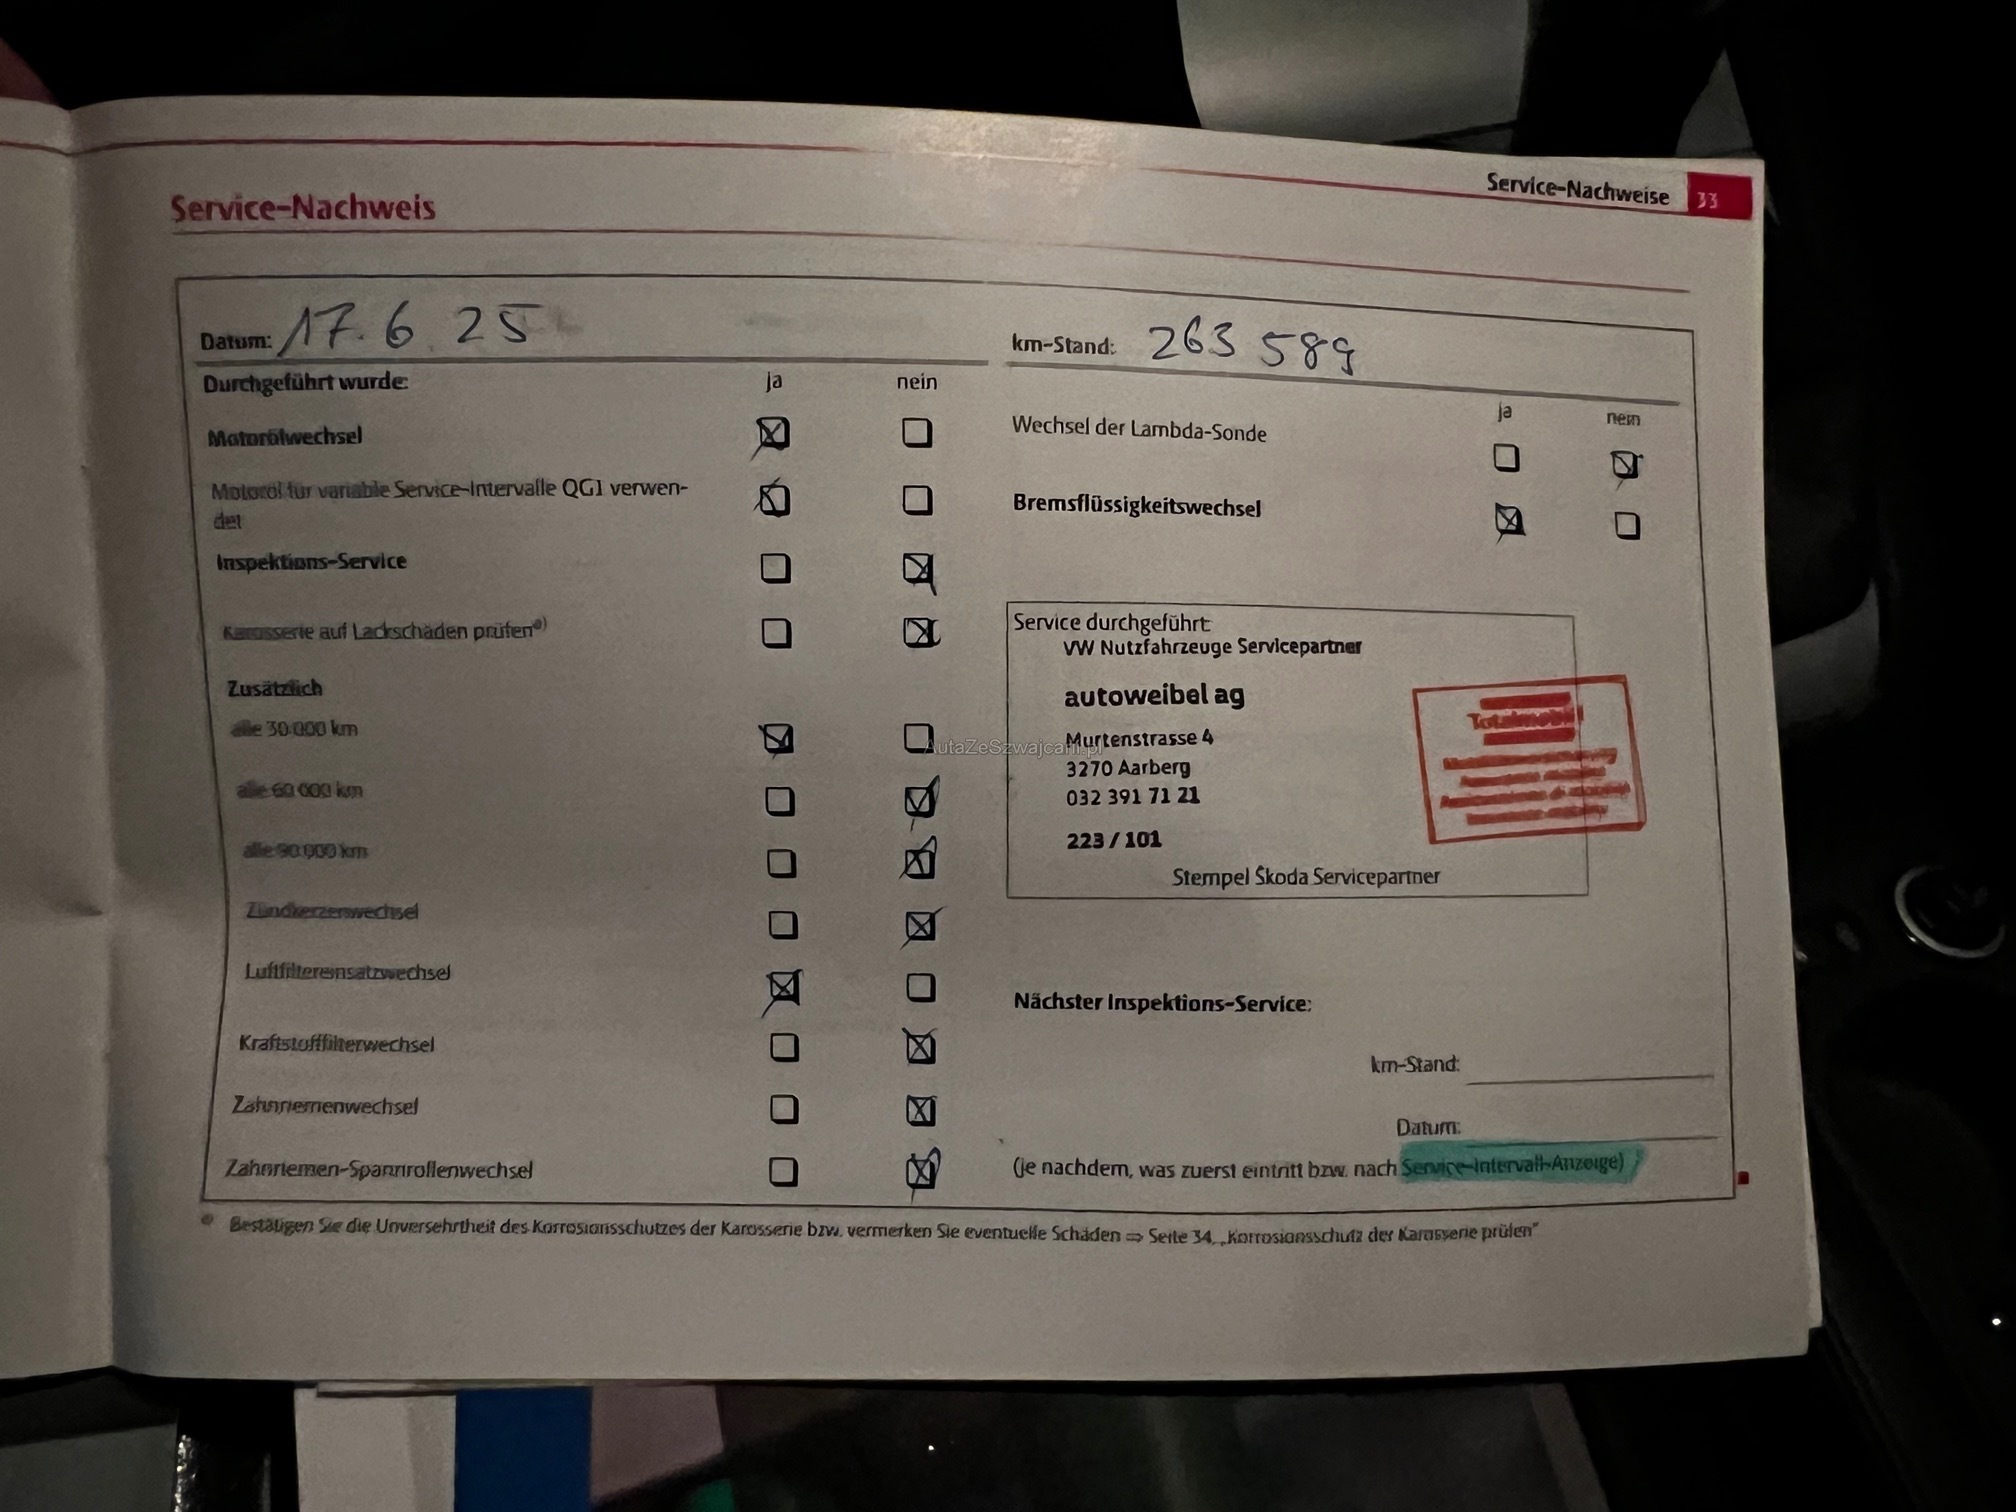 Service-Nachweise 33
Service-Nachweis
Datum: 17. 6 25
km-Stand: 263 589
Durchgeführt wurde: ja nein
Motorölwechsel
Motoröl für variable Service-Intervalle QG1 verwen-
det
Inspektions-Service
Karosserie auf Lackschäden prüfen a)
Zusätzlich
alle 30.000 km
alle 60 000 km
alle 90.000 km
Zündkerzenwechsel
Luftfiltereinsatzwechsel
Kraftstofffilterwechsel
Zahnriemenwechsel
Zahnriemen-Spannrollenwechsel
ja nein
Wechsel der Lambda-Sonde
Bremsflüssigkeitswechsel
Service durchgeführt:
VW Nutzfahrzeuge Servicepartner
autoweibel ag
Murtenstrasse 4
3270 Aarberg
032 391 71 21
223 / 101
Stempel Škoda Servicepartner
Totalmobil
AutaZeSzwajcarii.pl
Nächster Inspektions-Service:
km-Stand:
Datum:
(je nachdem, was zuerst eintritt bzw. nach Service-Intervall-Anzeige)
a) Bestätigen Sie die Unversehrtheit des Korrosionsschutzes der Karosserie bzw. vermerken Sie eventuelle Schäden ⇒ Seite 34, „Korrosionsschutz der Karosserie prüfen"